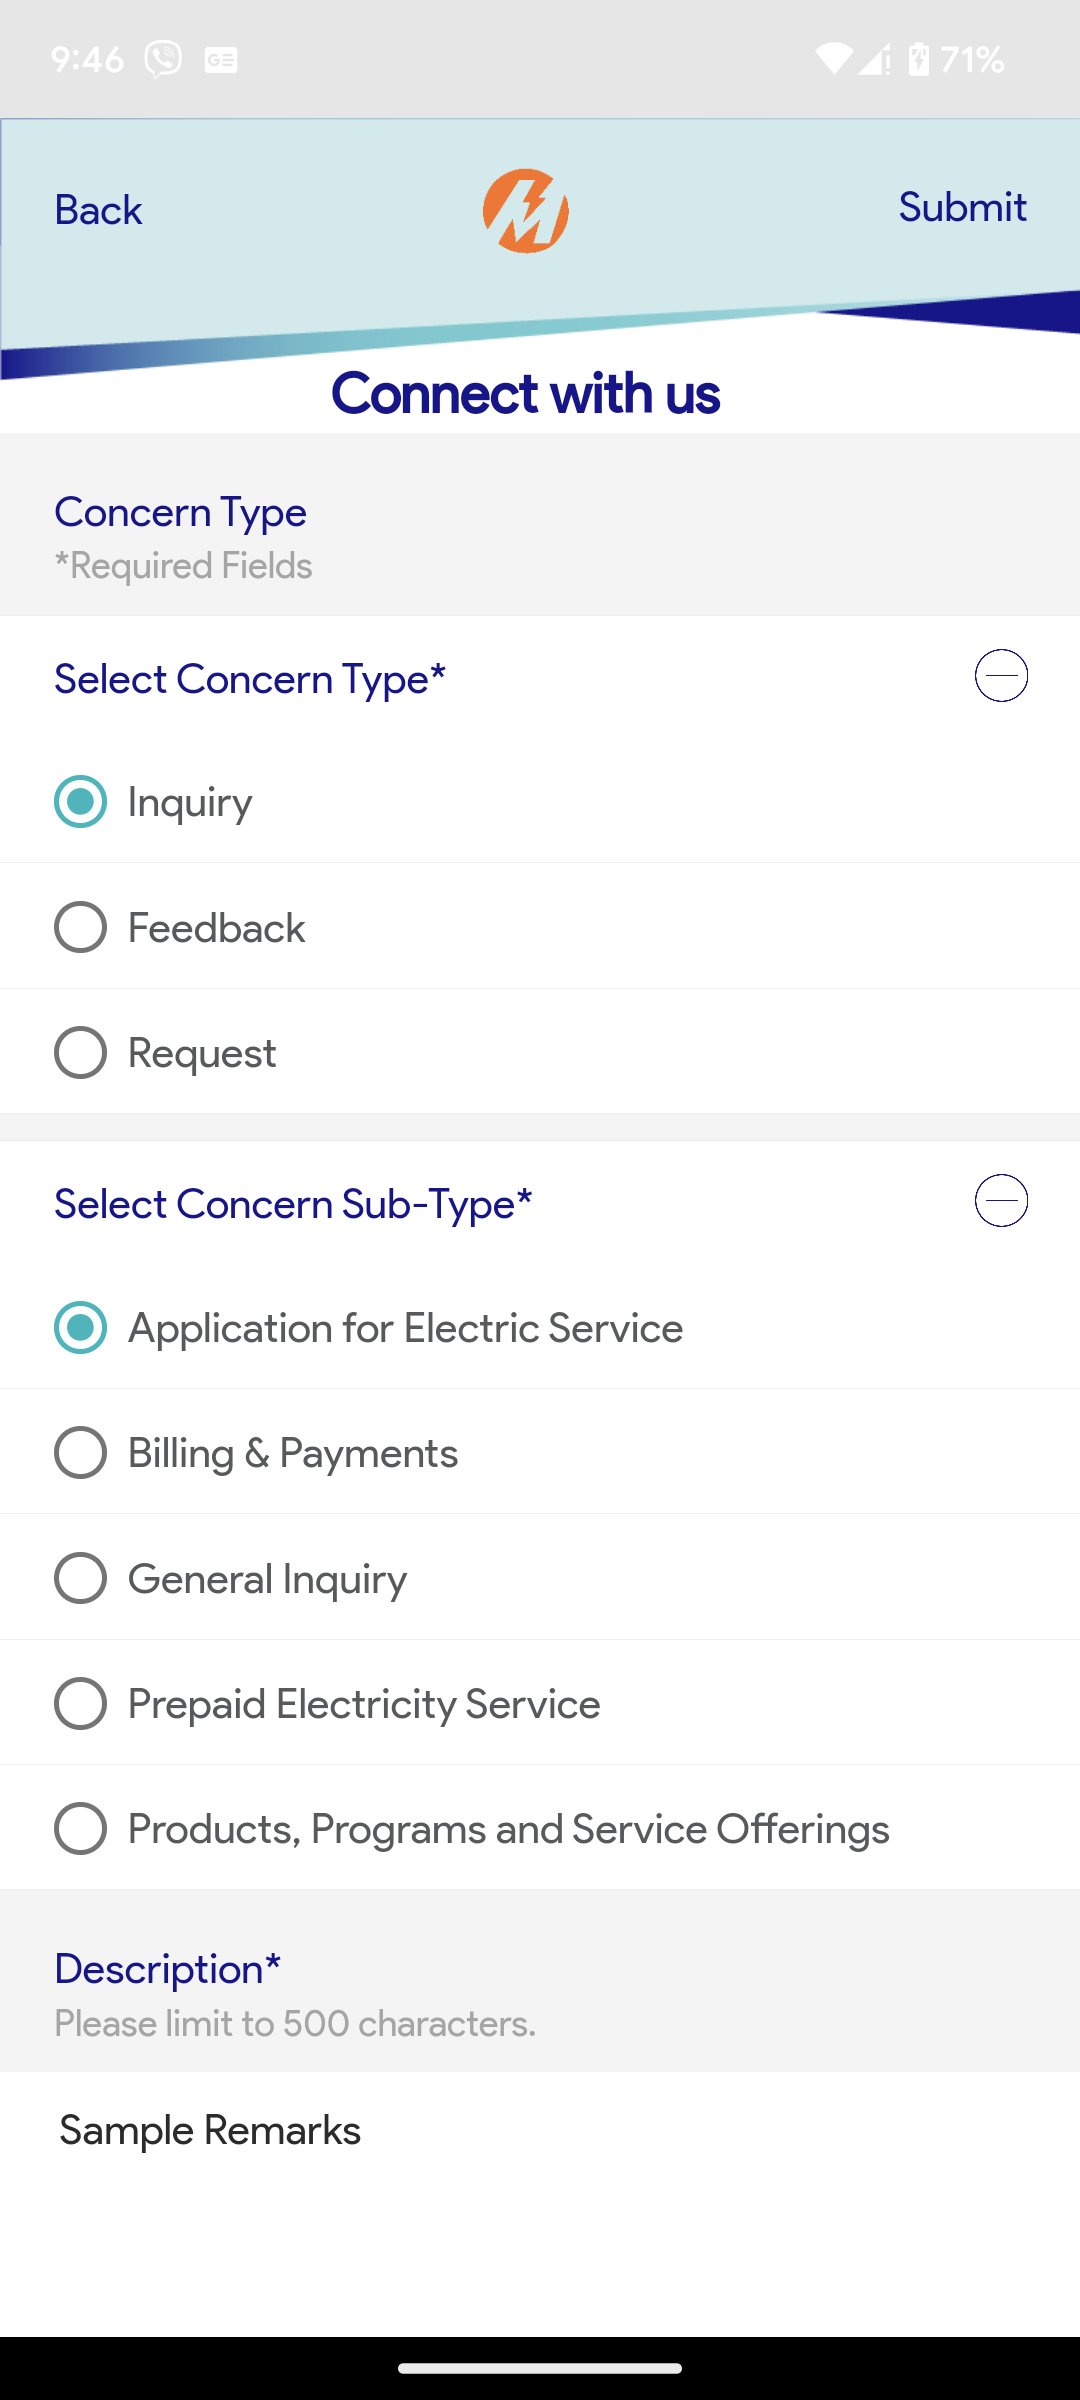 9:46 71%
Back
Submit
Connect with us
Concern Type
*Required Fields
Select Concern Type*
Inquiry
Feedback
Request
Select Concern Sub-Type*
Application for Electric Service
Billing & Payments
General Inquiry
Prepaid Electricity Service
Products, Programs and Service Offerings
Description*
Please limit to 500 characters.
Sample Remarks